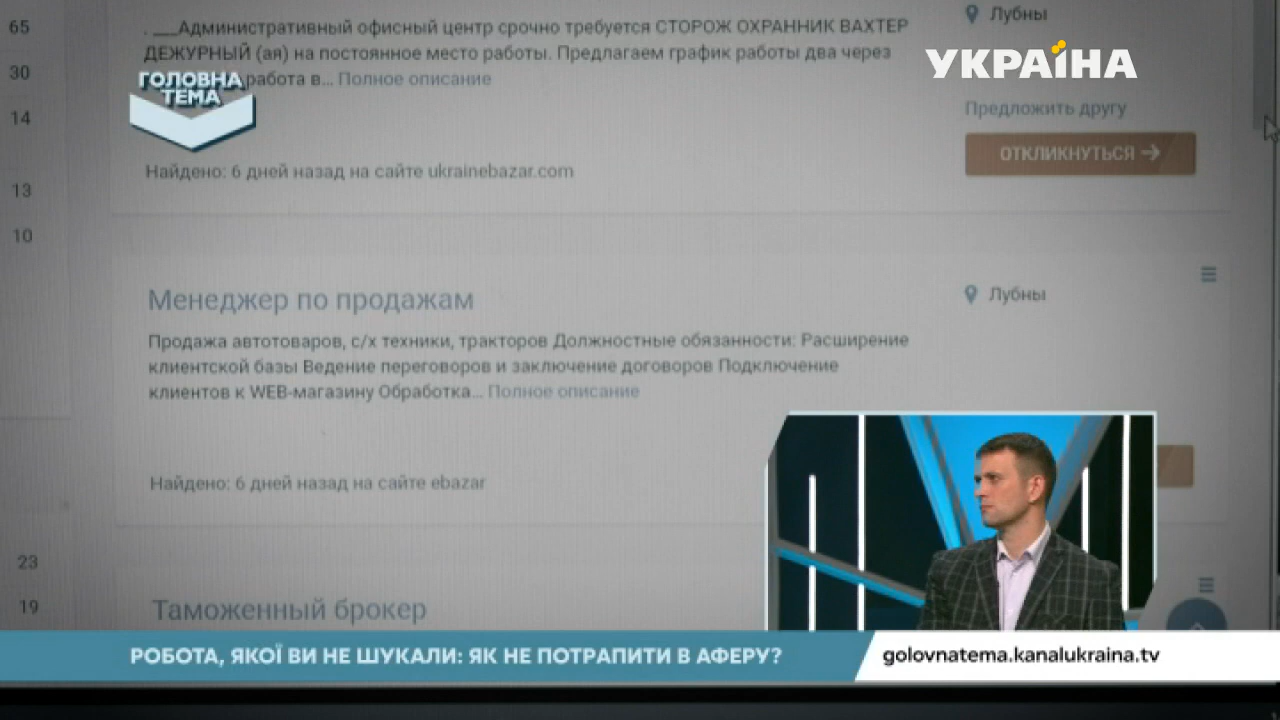 65
30
14
13
10
23
19
.___Административный офисный центр срочно требуется СТОРОЖ ОХРАННИК ВАХТЕР
ДЕЖУРНЫЙ (ая) на постоянное место работы. Предлагаем график работы два через
работа в... Полное описание
Найдено: 6 дней назад на сайте ukrainebazar.com
Лубны
Предложить другу
ОТКЛИКНУТЬСЯ →
ГОЛОВНА
ТЕМА
УКРАЇНА
Менеджер по продажам
Лубны
Продажа автотоваров, с/х техники, тракторов Должностные обязанности: Расширение
клиентской базы Ведение переговоров и заключение договоров Подключение
клиентов к WEB-магазину Обработка... Полное описание
Найдено: 6 дней назад на сайте ebazar
Таможенный брокер
РОБОТА, ЯКОЇ ВИ НЕ ШУКАЛИ: ЯК НЕ ПОТРАПИТИ В АФЕРУ?
golovnatema.kanalukraina.tv